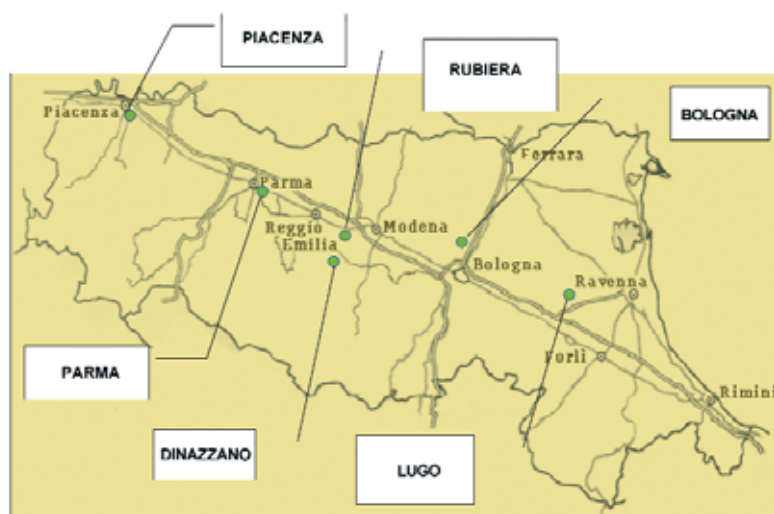 PIACENZA
RUBIERA
BOLOGNA
Piacenza
Ferrara
Parma
Reggio
Emilia
Modena
Bologna
Ravenna
Forlì
Rimini
PARMA
DINAZZANO
LUGO